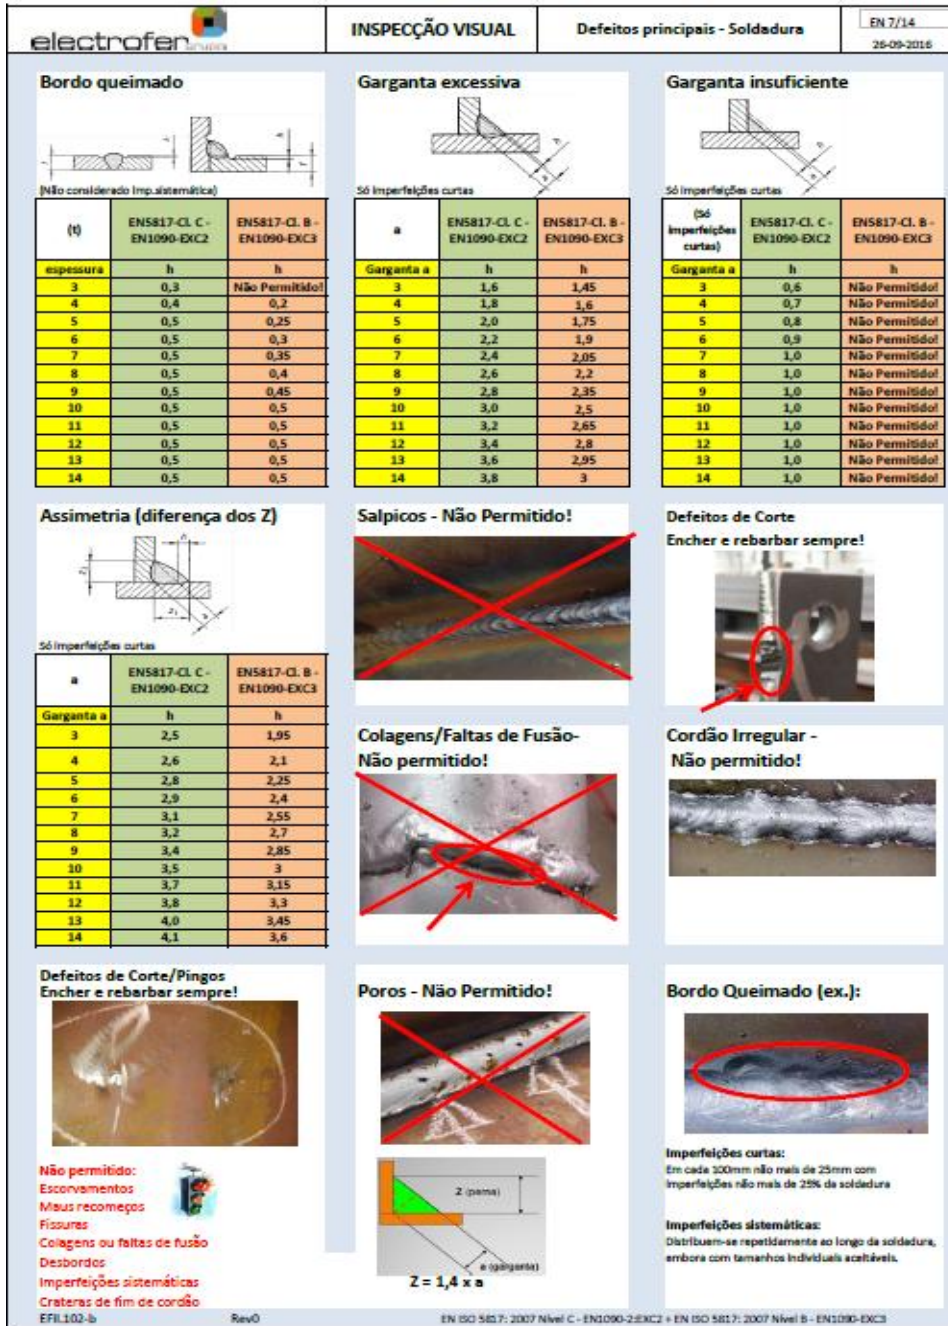 electrofer
GRUPO
INSPECÇÃO VISUAL
Defeitos principais - Soldadura
EN 7/14
26-09-2016
Bordo queimado
(Não considerado Imp.sistemática)
(t) EN5817-Cl. C - EN1090-EXC2 EN5817-Cl. B - EN1090-EXC3
espessura h h
3 0,3 Não Permitido!
4 0,4 0,2
5 0,5 0,25
6 0,5 0,3
7 0,5 0,35
8 0,5 0,4
9 0,5 0,45
10 0,5 0,5
11 0,5 0,5
12 0,5 0,5
13 0,5 0,5
14 0,5 0,5
Garganta excessiva
Só imperfeições curtas
a EN5817-Cl. C - EN1090-EXC2 EN5817-Cl. B - EN1090-EXC3
Garganta a h h
3 1,6 1,45
4 1,8 1,6
5 2,0 1,75
6 2,2 1,9
7 2,4 2,05
8 2,6 2,2
9 2,8 2,35
10 3,0 2,5
11 3,2 2,65
12 3,4 2,8
13 3,6 2,95
14 3,8 3
Garganta insuficiente
Só imperfeições curtas
(Só imperfeições curtas) EN5817-Cl. C - EN1090-EXC2 EN5817-Cl. B - EN1090-EXC3
Garganta a h h
3 0,6 Não Permitido!
4 0,7 Não Permitido!
5 0,8 Não Permitido!
6 0,9 Não Permitido!
7 1,0 Não Permitido!
8 1,0 Não Permitido!
9 1,0 Não Permitido!
10 1,0 Não Permitido!
11 1,0 Não Permitido!
12 1,0 Não Permitido!
13 1,0 Não Permitido!
14 1,0 Não Permitido!
Assimetria (diferença dos Z)
Só imperfeições curtas
a EN5817-Cl. C - EN1090-EXC2 EN5817-Cl. B - EN1090-EXC3
Garganta a h h
3 2,5 1,95
4 2,6 2,1
5 2,8 2,25
6 2,9 2,4
7 3,1 2,55
8 3,2 2,7
9 3,4 2,85
10 3,5 3
11 3,7 3,15
12 3,8 3,3
13 4,0 3,45
14 4,1 3,6
Salpicos - Não Permitido!
Defeitos de Corte
Encher e rebarbar sempre!
Colagens/Faltas de Fusão-
Não permitido!
Cordão Irregular -
Não permitido!
Defeitos de Corte/Pingos
Encher e rebarbar sempre!
Poros - Não Permitido!
Bordo Queimado (ex.):
Não permitido:
Escorvamentos
Maus recomeços
Fissuras
Colagens ou faltas de fusão
Desbordos
Imperfeições sistemáticas
Crateras de fim de cordão
Z (perna)
a (garganta)
Z = 1,4 x a
Imperfeições curtas:
Em cada 100mm não mais de 25mm com
imperfeições não mais de 25% da soldadura
Imperfeições sistemáticas:
Distribuem-se repetidamente ao longo da soldadura,
embora com tamanhos individuais aceitáveis.
EFII.102-b
Rev0
EN ISO 5817: 2007 Nível C - EN1090-2:EXC2 + EN ISO 5817: 2007 Nível B - EN1090-EXC3